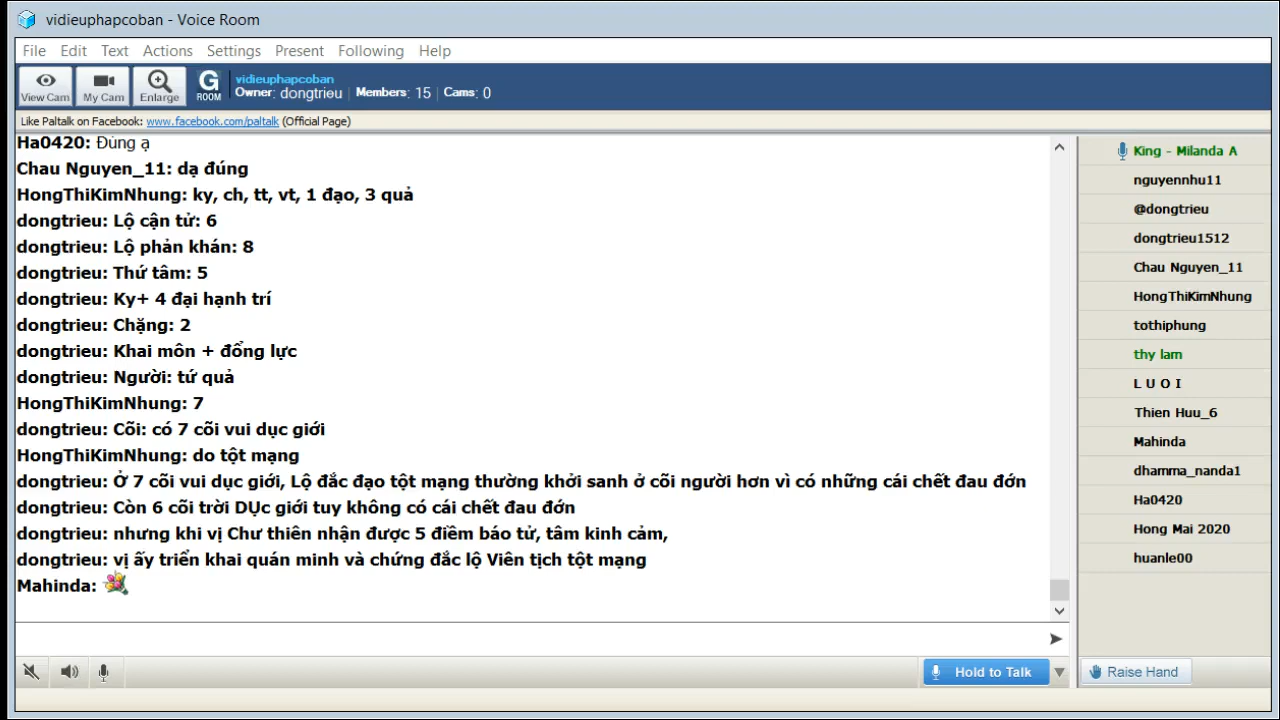 vidieuphapcoban - Voice Room
File Edit Text Actions Settings Present Following Help
View Cam
My Cam
Enlarge
G
ROOM
vidieuphapcoban
Owner: dongtrieu | Members: 15 | Cams: 0
Like Paltalk on Facebook: www.facebook.com/paltalk (Official Page)
Ha0420: Đúng ạ
Chau Nguyen_11: dạ đúng
HongThiKimNhung: ky, ch, tt, vt, 1 đạo, 3 quả
dongtrieu: Lộ cận tử: 6
dongtrieu: Lộ phản khán: 8
dongtrieu: Thứ tâm: 5
dongtrieu: Ky+ 4 đại hạnh trí
dongtrieu: Chặng: 2
dongtrieu: Khai môn + đổng lực
dongtrieu: Người: tứ quả
HongThiKimNhung: 7
dongtrieu: Cõi: có 7 cõi vui dục giới
HongThiKimNhung: do tột mạng
dongtrieu: Ở 7 cõi vui dục giới, Lộ đắc đạo tột mạng thường khởi sanh ở cõi người hơn vì có những cái chết đau đớn
dongtrieu: Còn 6 cõi trời DỤc giới tuy không có cái chết đau đớn
dongtrieu: nhưng khi vị Chư thiên nhận được 5 điềm báo tử, tâm kinh cảm,
dongtrieu: vị ấy triển khai quán minh và chứng đắc lộ Viên tịch tột mạng
Mahinda:
King - Milanda A
nguyennhu11
@dongtrieu
dongtrieu1512
Chau Nguyen_11
HongThiKimNhung
tothiphung
thy lam
L U O I
Thien Huu_6
Mahinda
dhamma_nanda1
Ha0420
Hong Mai 2020
huanle00
Hold to Talk
Raise Hand